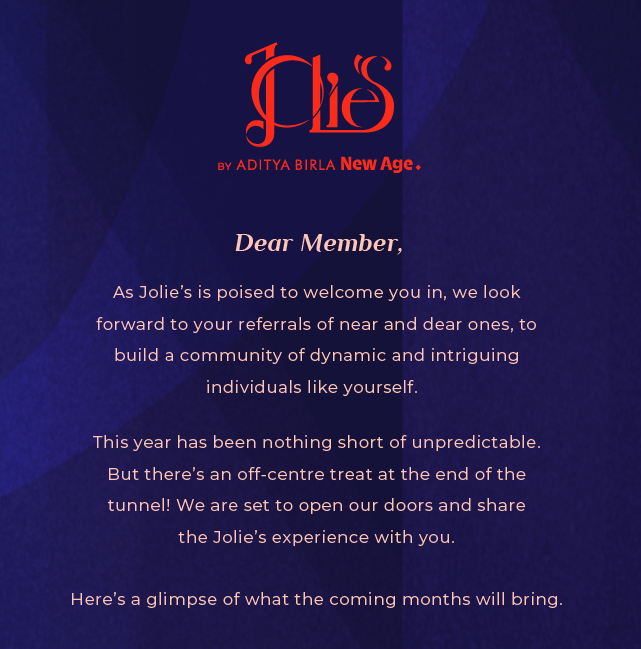 Jolie's
BY ADITYA BIRLA New Age
Dear Member,
As Jolie’s is poised to welcome you in, we look
forward to your referrals of near and dear ones, to
build a community of dynamic and intriguing
individuals like yourself.
This year has been nothing short of unpredictable.
But there’s an off-centre treat at the end of the
tunnel! We are set to open our doors and share
the Jolie’s experience with you.
Here’s a glimpse of what the coming months will bring.